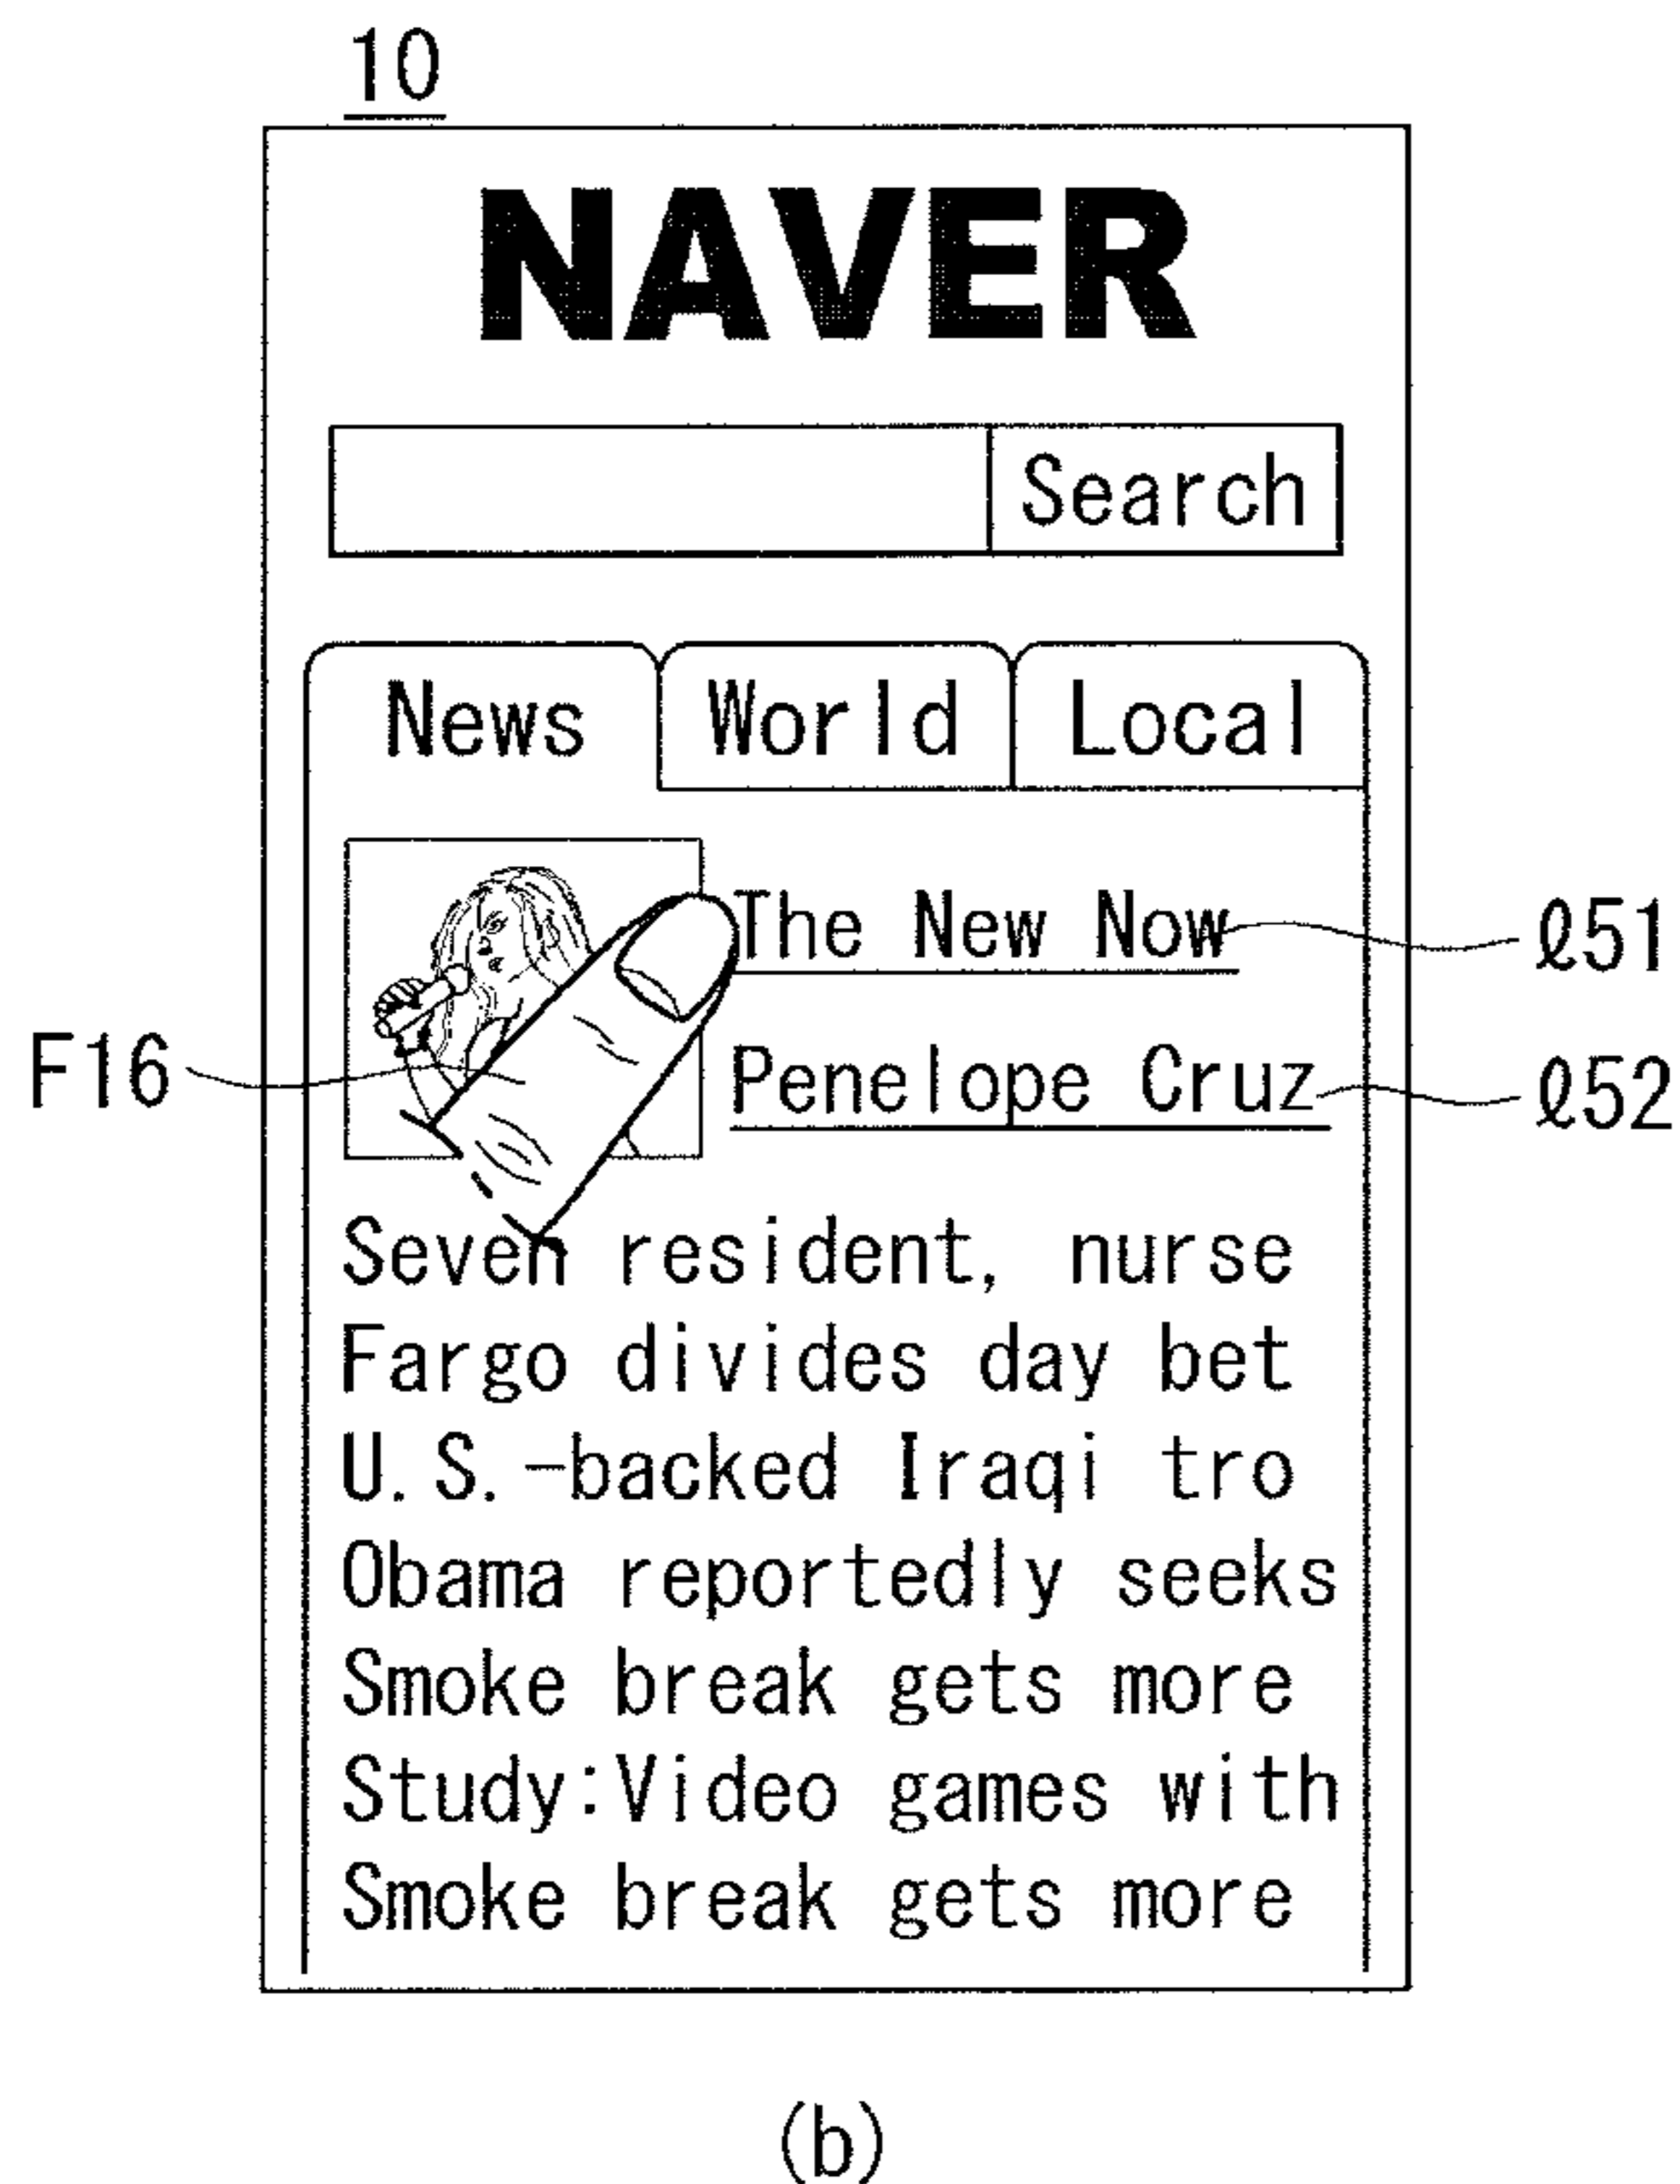 10
NAVER
Search
News World Local
The New Now ℓ51
F16
Penelope Cruz ℓ52
Seven resident, nurse
Fargo divides day bet
U.S.-backed Iraqi tro
Obama reportedly seeks
Smoke break gets more
Study:Video games with
Smoke break gets more
(b)